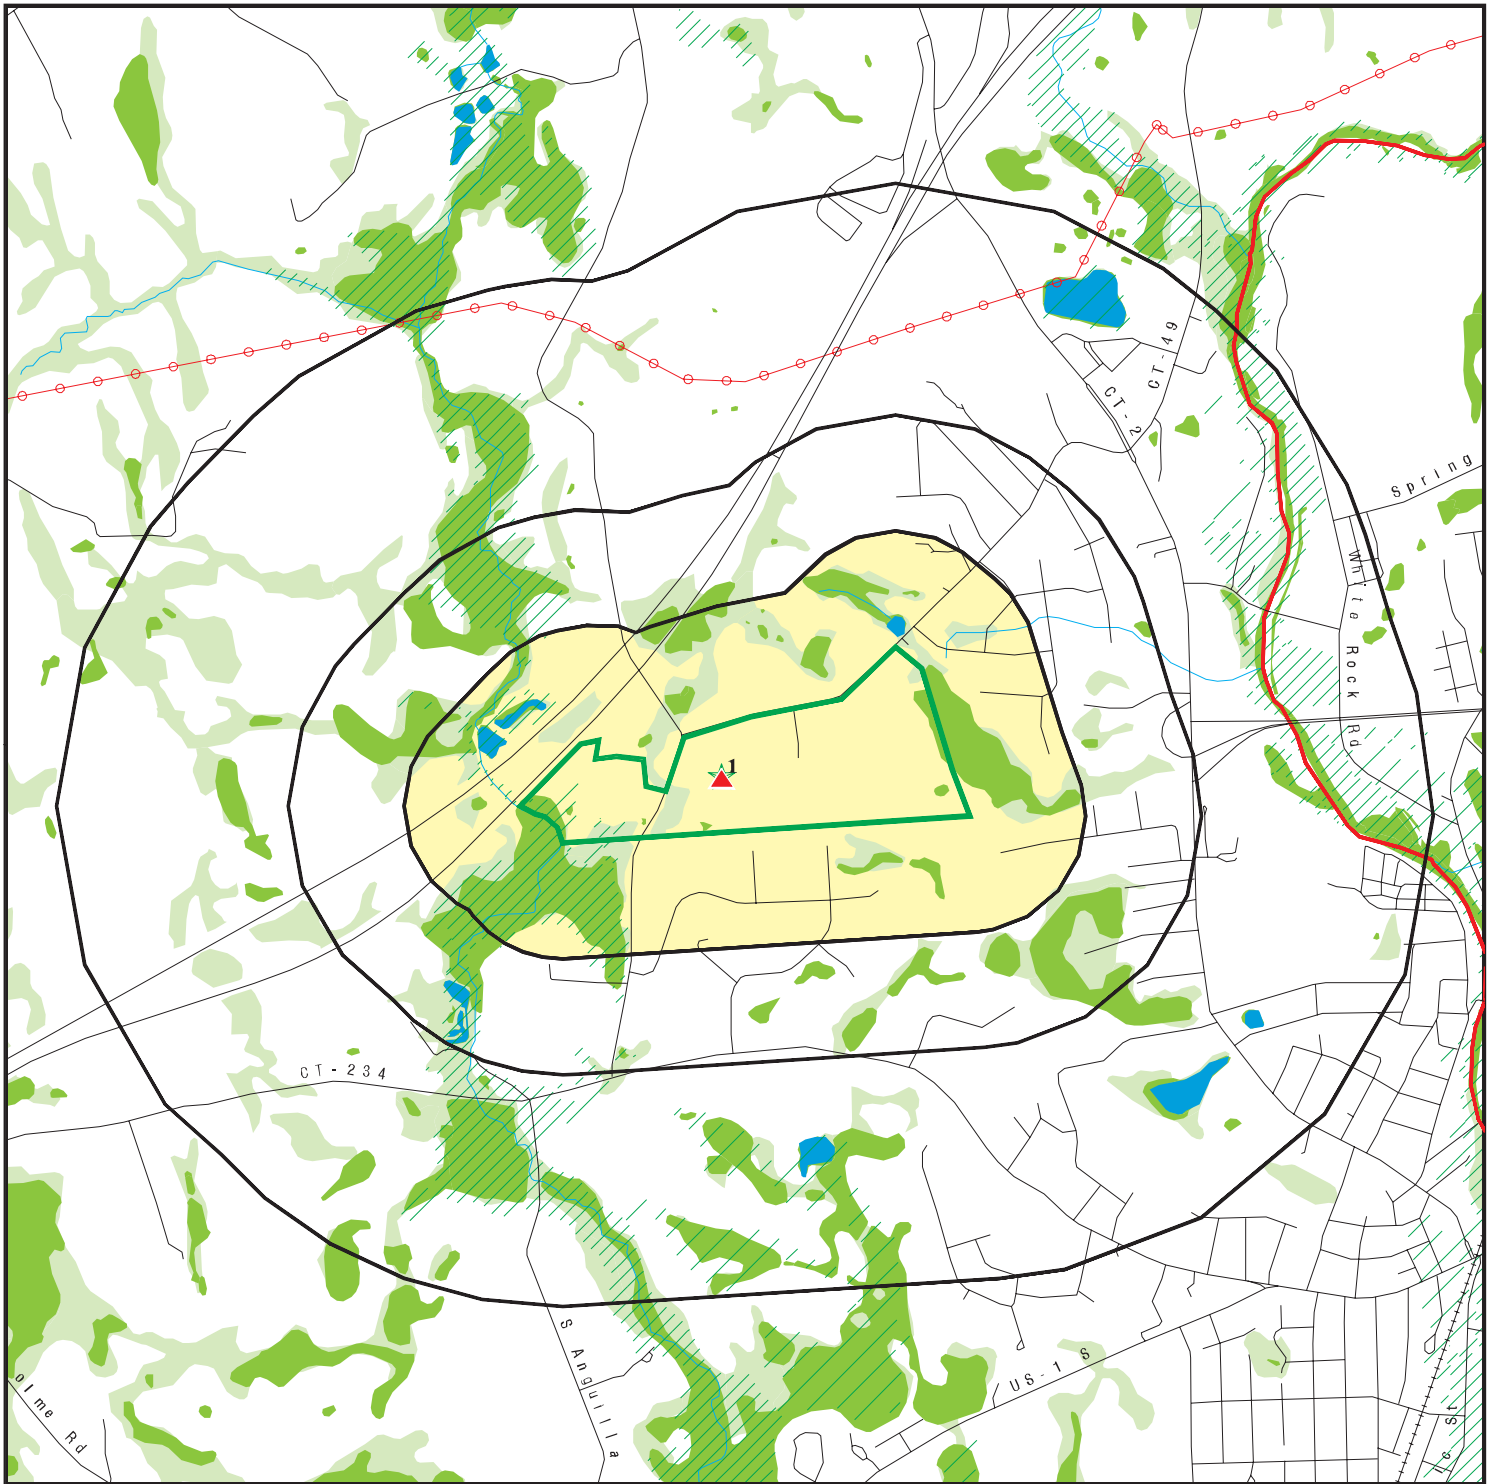 CT-49
CT-2
Spring
White Rock Rd
1
CT-234
S Anguilla
US-1 S
olme Rd
St